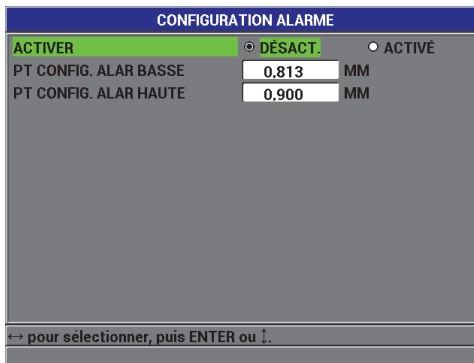 CONFIGURATION ALARME
ACTIVER DÉSACT. ACTIVÉ
PT CONFIG. ALAR BASSE 0,813 MM
PT CONFIG. ALAR HAUTE 0,900 MM
↔ pour sélectionner, puis ENTER ou ↕.